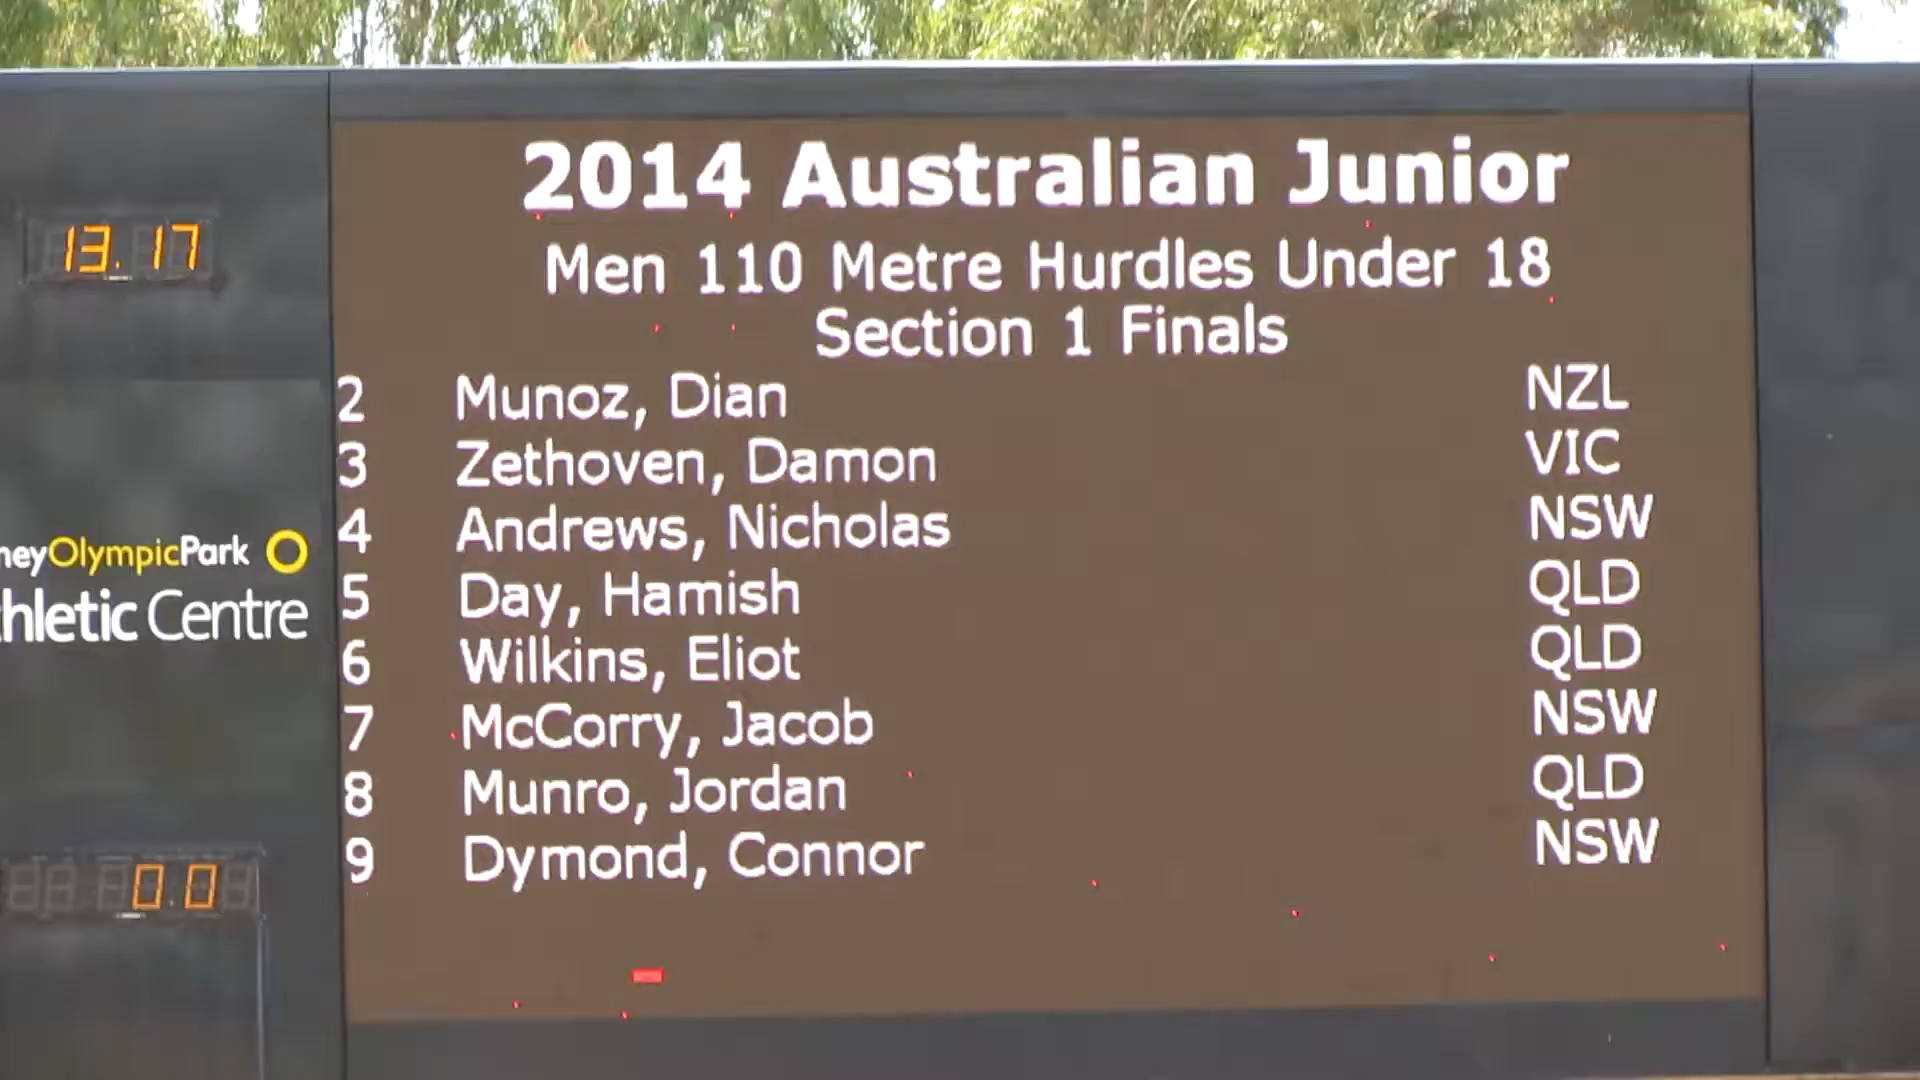 2014 Australian Junior
Men 110 Metre Hurdles Under 18
Section 1 Finals
2 Munoz, Dian NZL
3 Zethoven, Damon VIC
4 Andrews, Nicholas NSW
5 Day, Hamish QLD
6 Wilkins, Eliot QLD
7 McCorry, Jacob NSW
8 Munro, Jordan QLD
9 Dymond, Connor NSW
13.17
neyOlympicPark
hletic Centre
0.0